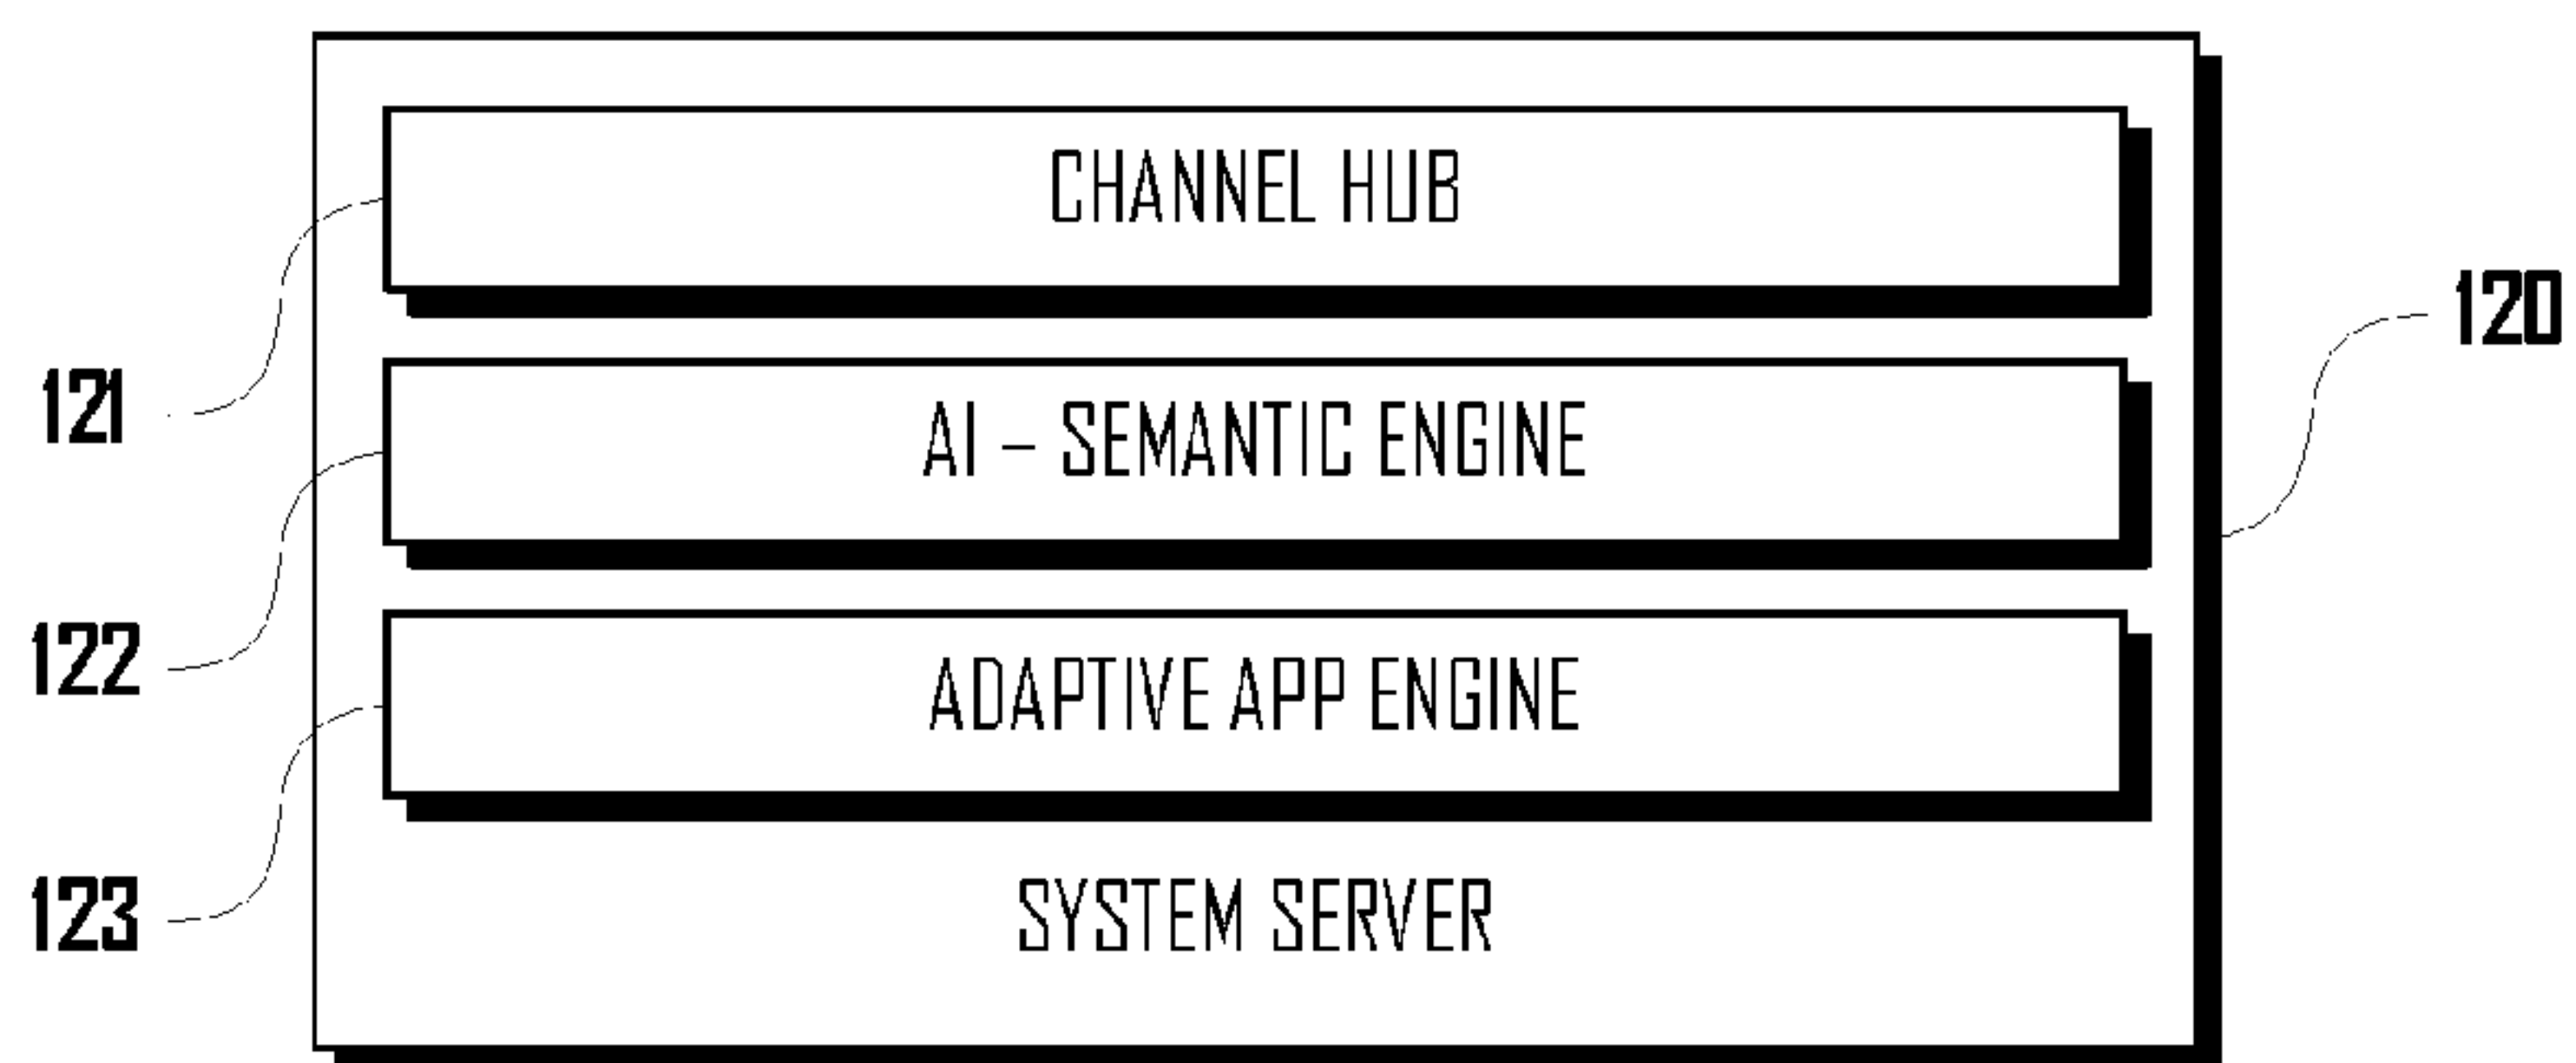 CHANNEL HUB
120
121
AI – SEMANTIC ENGINE
122
ADAPTIVE APP ENGINE
123
SYSTEM SERVER